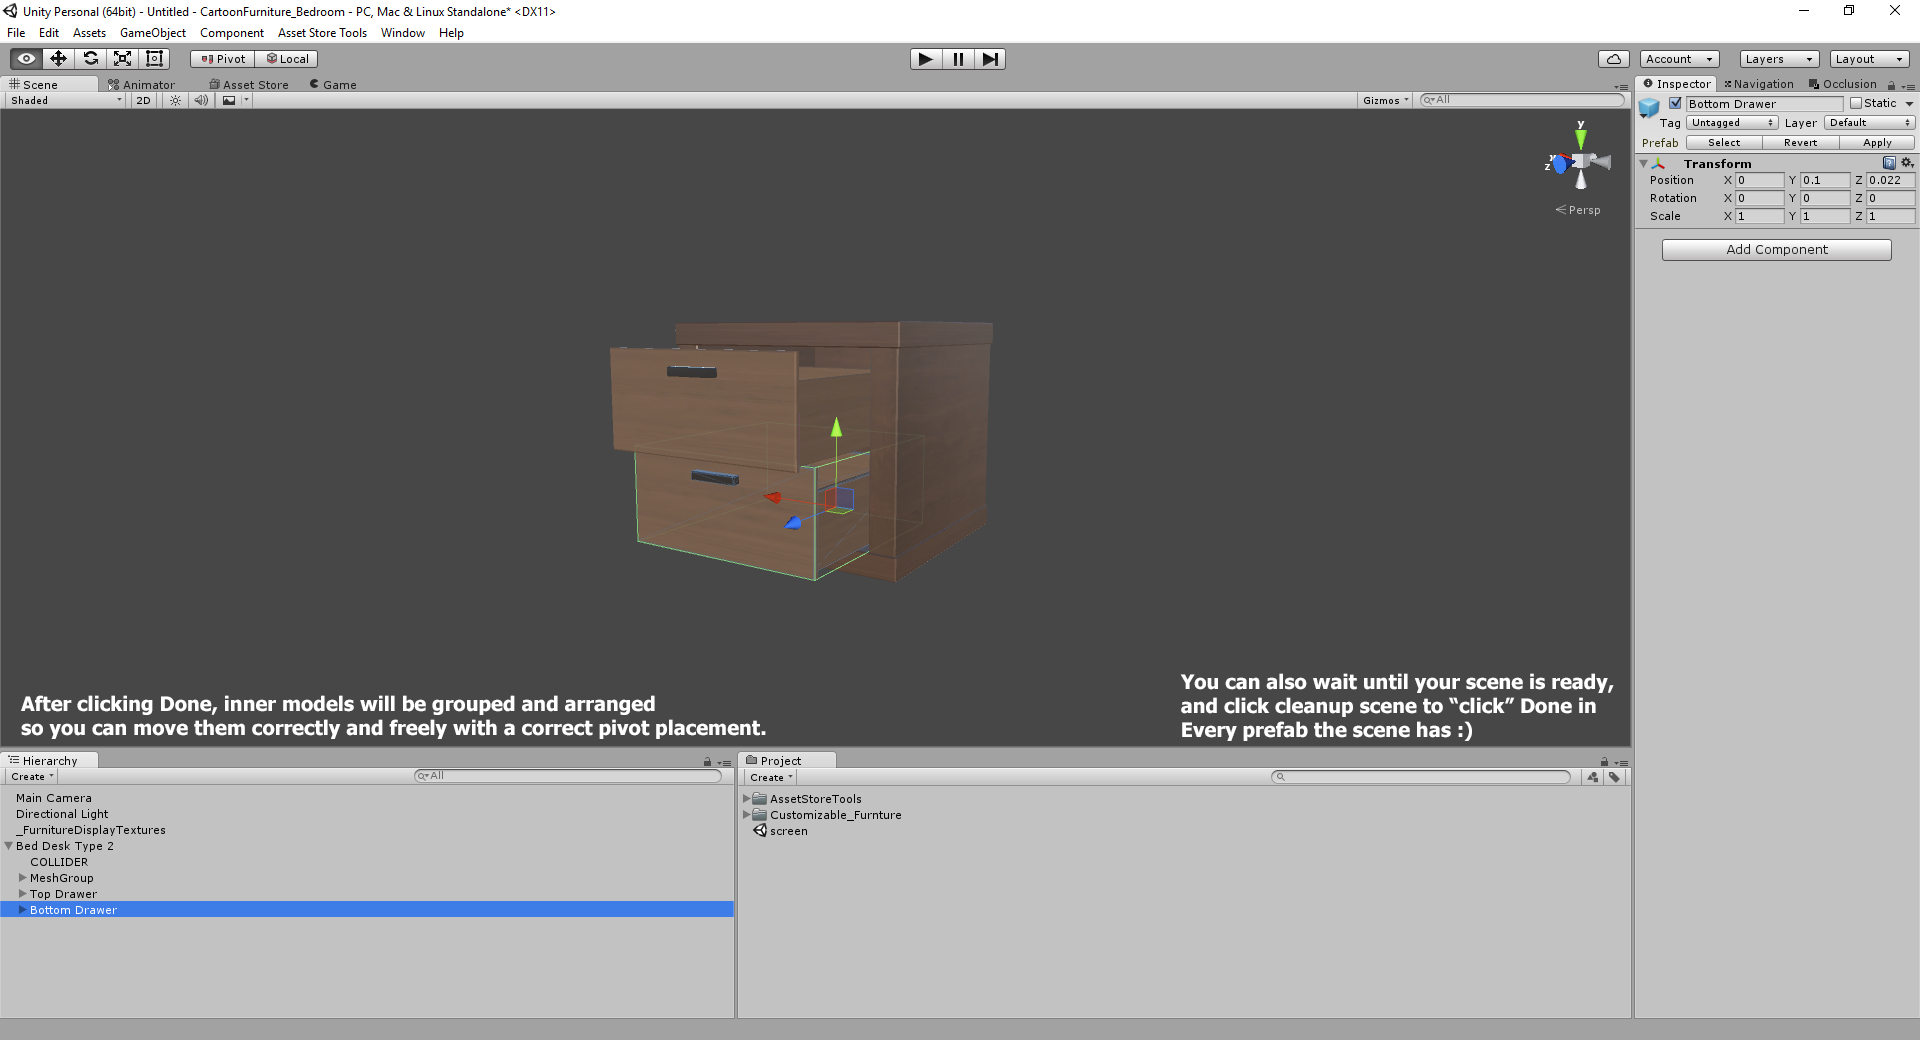 Unity Personal (64bit) - Untitled - CartoonFurniture_Bedroom - PC, Mac & Linux Standalone* <DX11>
File Edit Assets GameObject Component Asset Store Tools Window Help
Pivot Local Account Layers Layout
Scene Animator Asset Store Game
Shaded 2D Gizmos All
y
x
z
Persp
After clicking Done, inner models will be grouped and arranged
so you can move them correctly and freely with a correct pivot placement.
You can also wait until your scene is ready,
and click cleanup scene to “click” Done in
Every prefab the scene has :)
Inspector Navigation Occlusion
Bottom Drawer Static
Tag Untagged Layer Default
Prefab Select Revert Apply
Transform
Position X 0 Y 0.1 Z 0.022
Rotation X 0 Y 0 Z 0
Scale X 1 Y 1 Z 1
Add Component
Hierarchy
Create All
Main Camera
Directional Light
_FurnitureDisplayTextures
Bed Desk Type 2
COLLIDER
MeshGroup
Top Drawer
Bottom Drawer
Project
Create
AssetStoreTools
Customizable_Furnture
screen